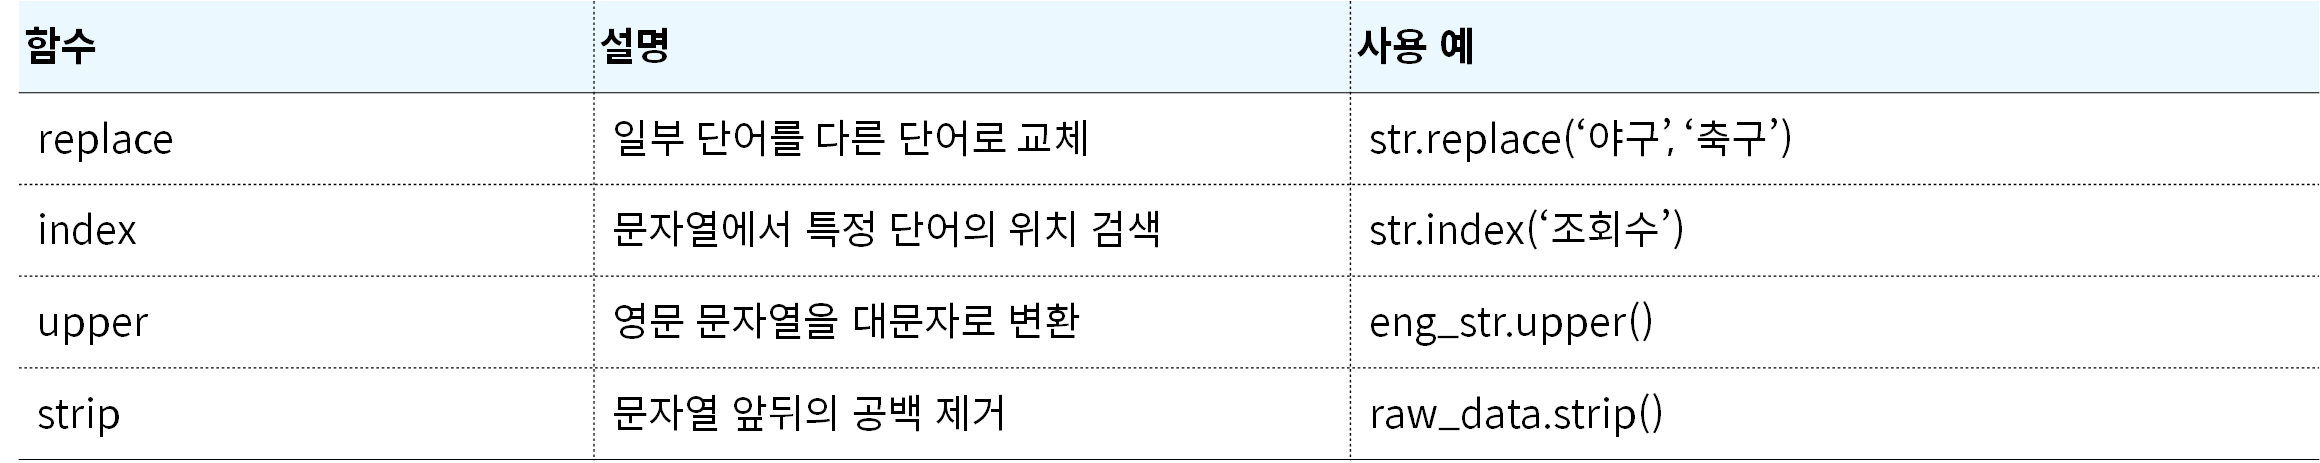 함수 설명 사용 예
replace 일부 단어를 다른 단어로 교체 str.replace(‘야구’, ‘축구’)
index 문자열에서 특정 단어의 위치 검색 str.index(‘조회수’)
upper 영문 문자열을 대문자로 변환 eng_str.upper()
strip 문자열 앞뒤의 공백 제거 raw_data.strip()